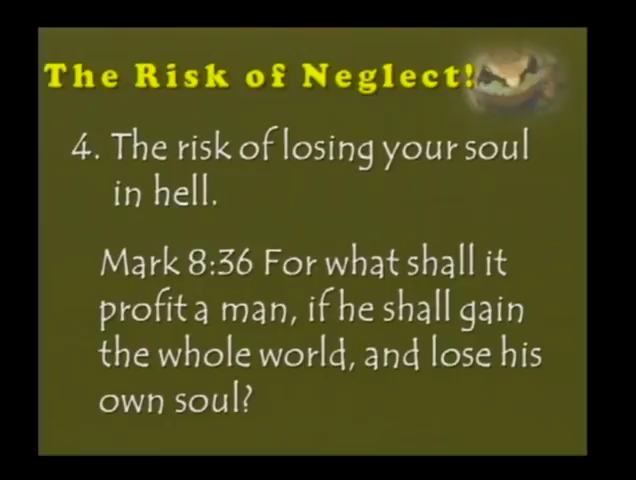 The Risk of Neglect!
4. The risk of losing your soul
in hell.
Mark 8:36 For what shall it
profit a man, if he shall gain
the whole world, and lose his
own soul?